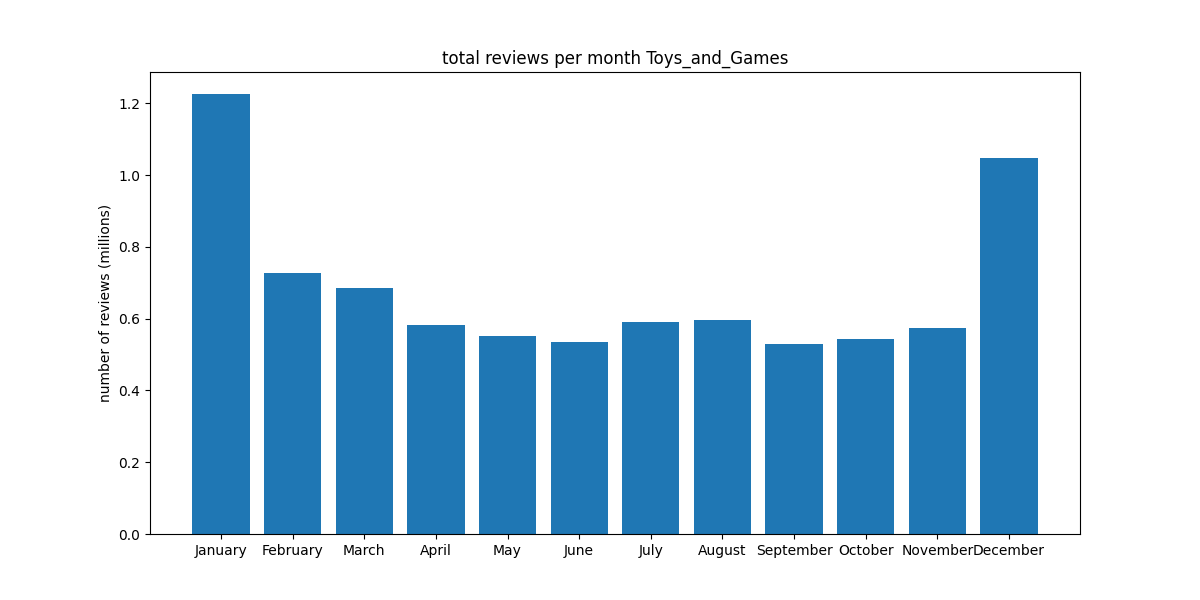 total reviews per month Toys_and_Games
number of reviews (millions)
1.2
1.0
0.8
0.6
0.4
0.2
0.0
January February March April May June July August September October November December